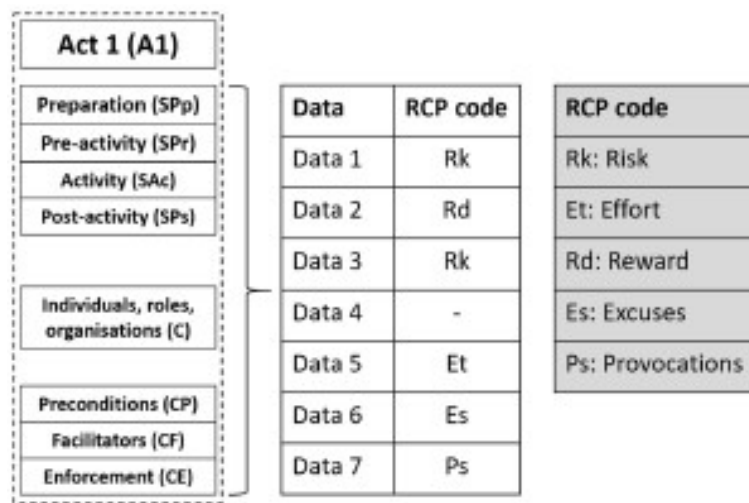 Act 1 (A1)
Preparation (SPp)
Pre-activity (SPr)
Activity (SAc)
Post-activity (SPs)
Individuals, roles,
organisations (C)
Preconditions (CP)
Facilitators (CF)
Enforcement (CE)
Data RCP code
Data 1 Rk
Data 2 Rd
Data 3 Rk
Data 4 -
Data 5 Et
Data 6 Es
Data 7 Ps
RCP code
Rk: Risk
Et: Effort
Rd: Reward
Es: Excuses
Ps: Provocations